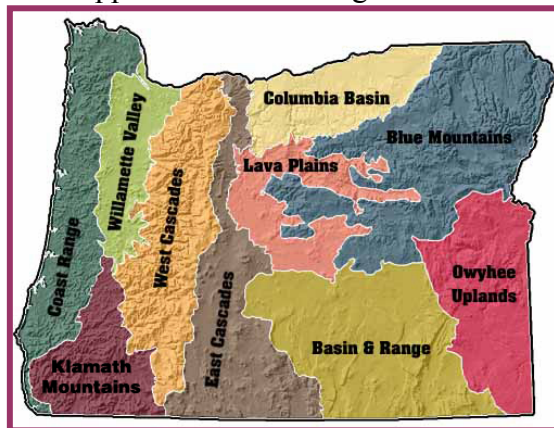 Columbia Basin
Blue Mountains
Lava Plains
Willamette Valley
West Cascades
Coast Range
East Cascades
Owyhee
Uplands
Basin & Range
Klamath
Mountains